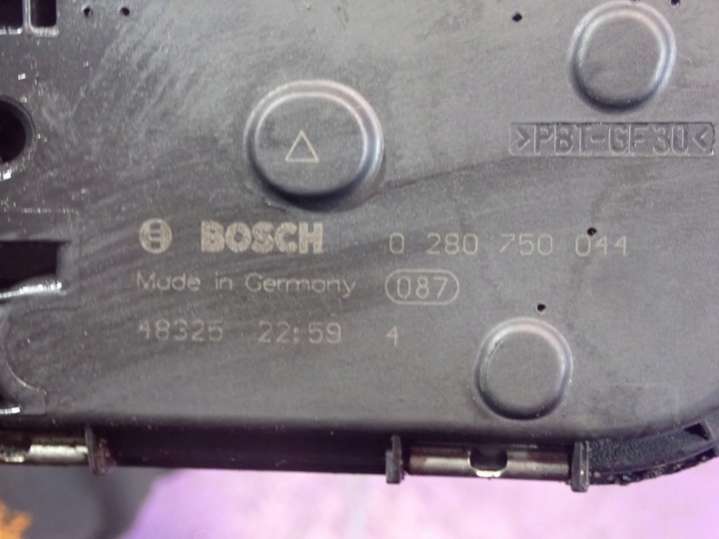 >PBT-GF30<
BOSCH 0 280 750 044
Made in Germany 087
48325 22:59 4